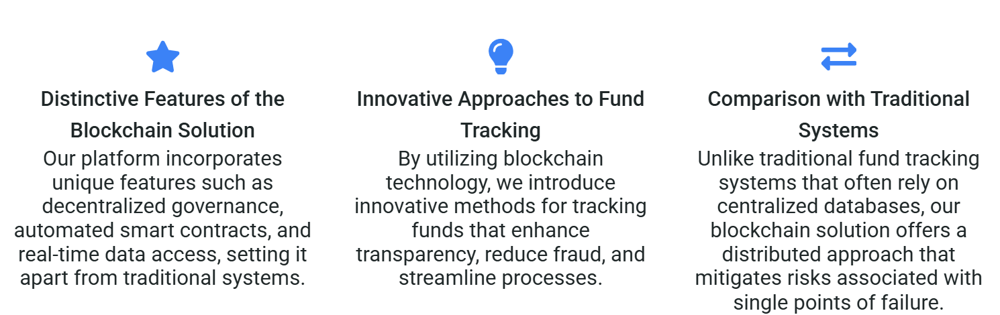 Distinctive Features of the
Blockchain Solution
Our platform incorporates
unique features such as
decentralized governance,
automated smart contracts, and
real-time data access, setting it
apart from traditional systems.
Innovative Approaches to Fund
Tracking
By utilizing blockchain
technology, we introduce
innovative methods for tracking
funds that enhance
transparency, reduce fraud, and
streamline processes.
Comparison with Traditional
Systems
Unlike traditional fund tracking
systems that often rely on
centralized databases, our
blockchain solution offers a
distributed approach that
mitigates risks associated with
single points of failure.